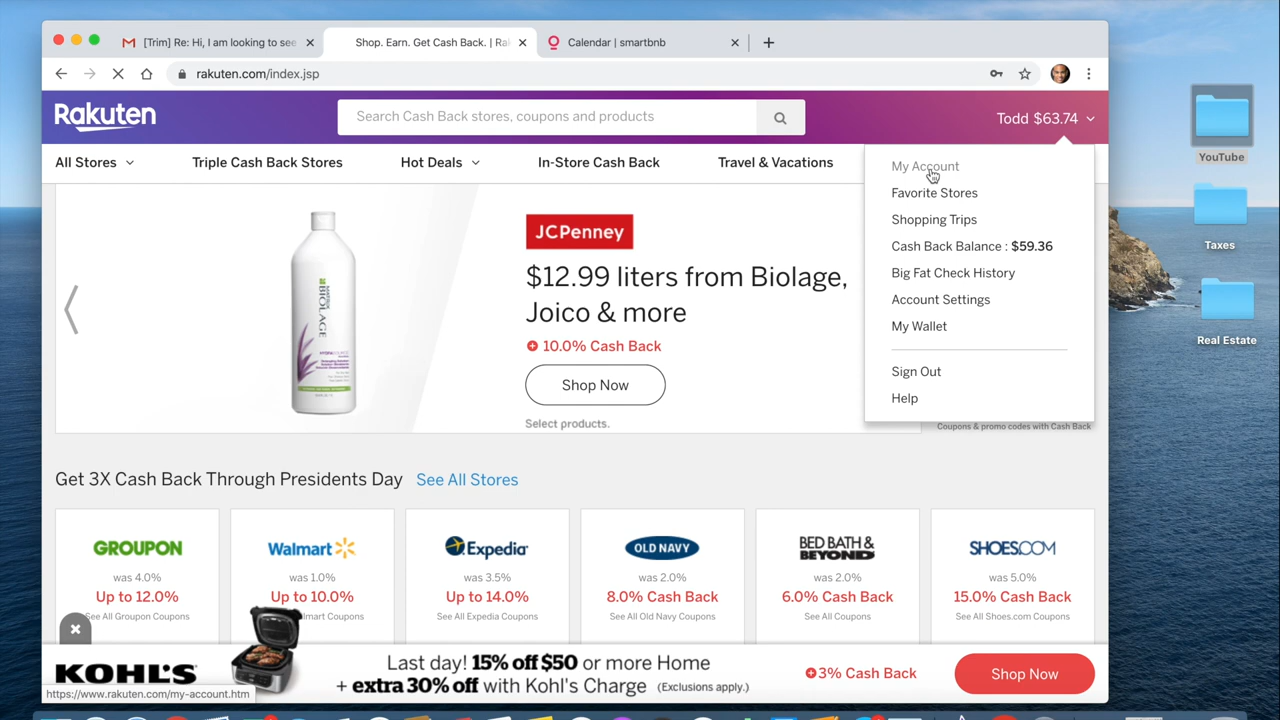 [Trim] Re: Hi, I am looking to see
Shop. Earn. Get Cash Back. | Ra
Calendar | smartbnb
rakuten.com/index.jsp
Rakuten
Search Cash Back stores, coupons and products
Todd $63.74
All Stores
Triple Cash Back Stores
Hot Deals
In-Store Cash Back
Travel & Vacations
My Account
Favorite Stores
Shopping Trips
Cash Back Balance : $59.36
Big Fat Check History
Account Settings
My Wallet
Sign Out
Help
YouTube
Taxes
Real Estate
BIOLAGE
JCPenney
$12.99 liters from Biolage,
Joico & more
10.0% Cash Back
Shop Now
Select products.
Coupons & promo codes with Cash Back
Get 3X Cash Back Through Presidents Day
See All Stores
GROUPON
was 4.0%
Up to 12.0%
See All Groupon Coupons
Walmart
was 1.0%
Up to 10.0%
lmart Coupons
Expedia
was 3.5%
Up to 14.0%
See All Expedia Coupons
OLD NAVY
was 2.0%
8.0% Cash Back
See All Old Navy Coupons
BED BATH &
BEYOND
was 2.0%
6.0% Cash Back
See All Coupons
SHOES.COM
was 5.0%
15.0% Cash Back
See All Shoes.com Coupons
KOHL'S
Last day! 15% off $50 or more Home
+ extra 30% off with Kohl's Charge (Exclusions apply.)
+3% Cash Back
Shop Now
https://www.rakuten.com/my-account.htm